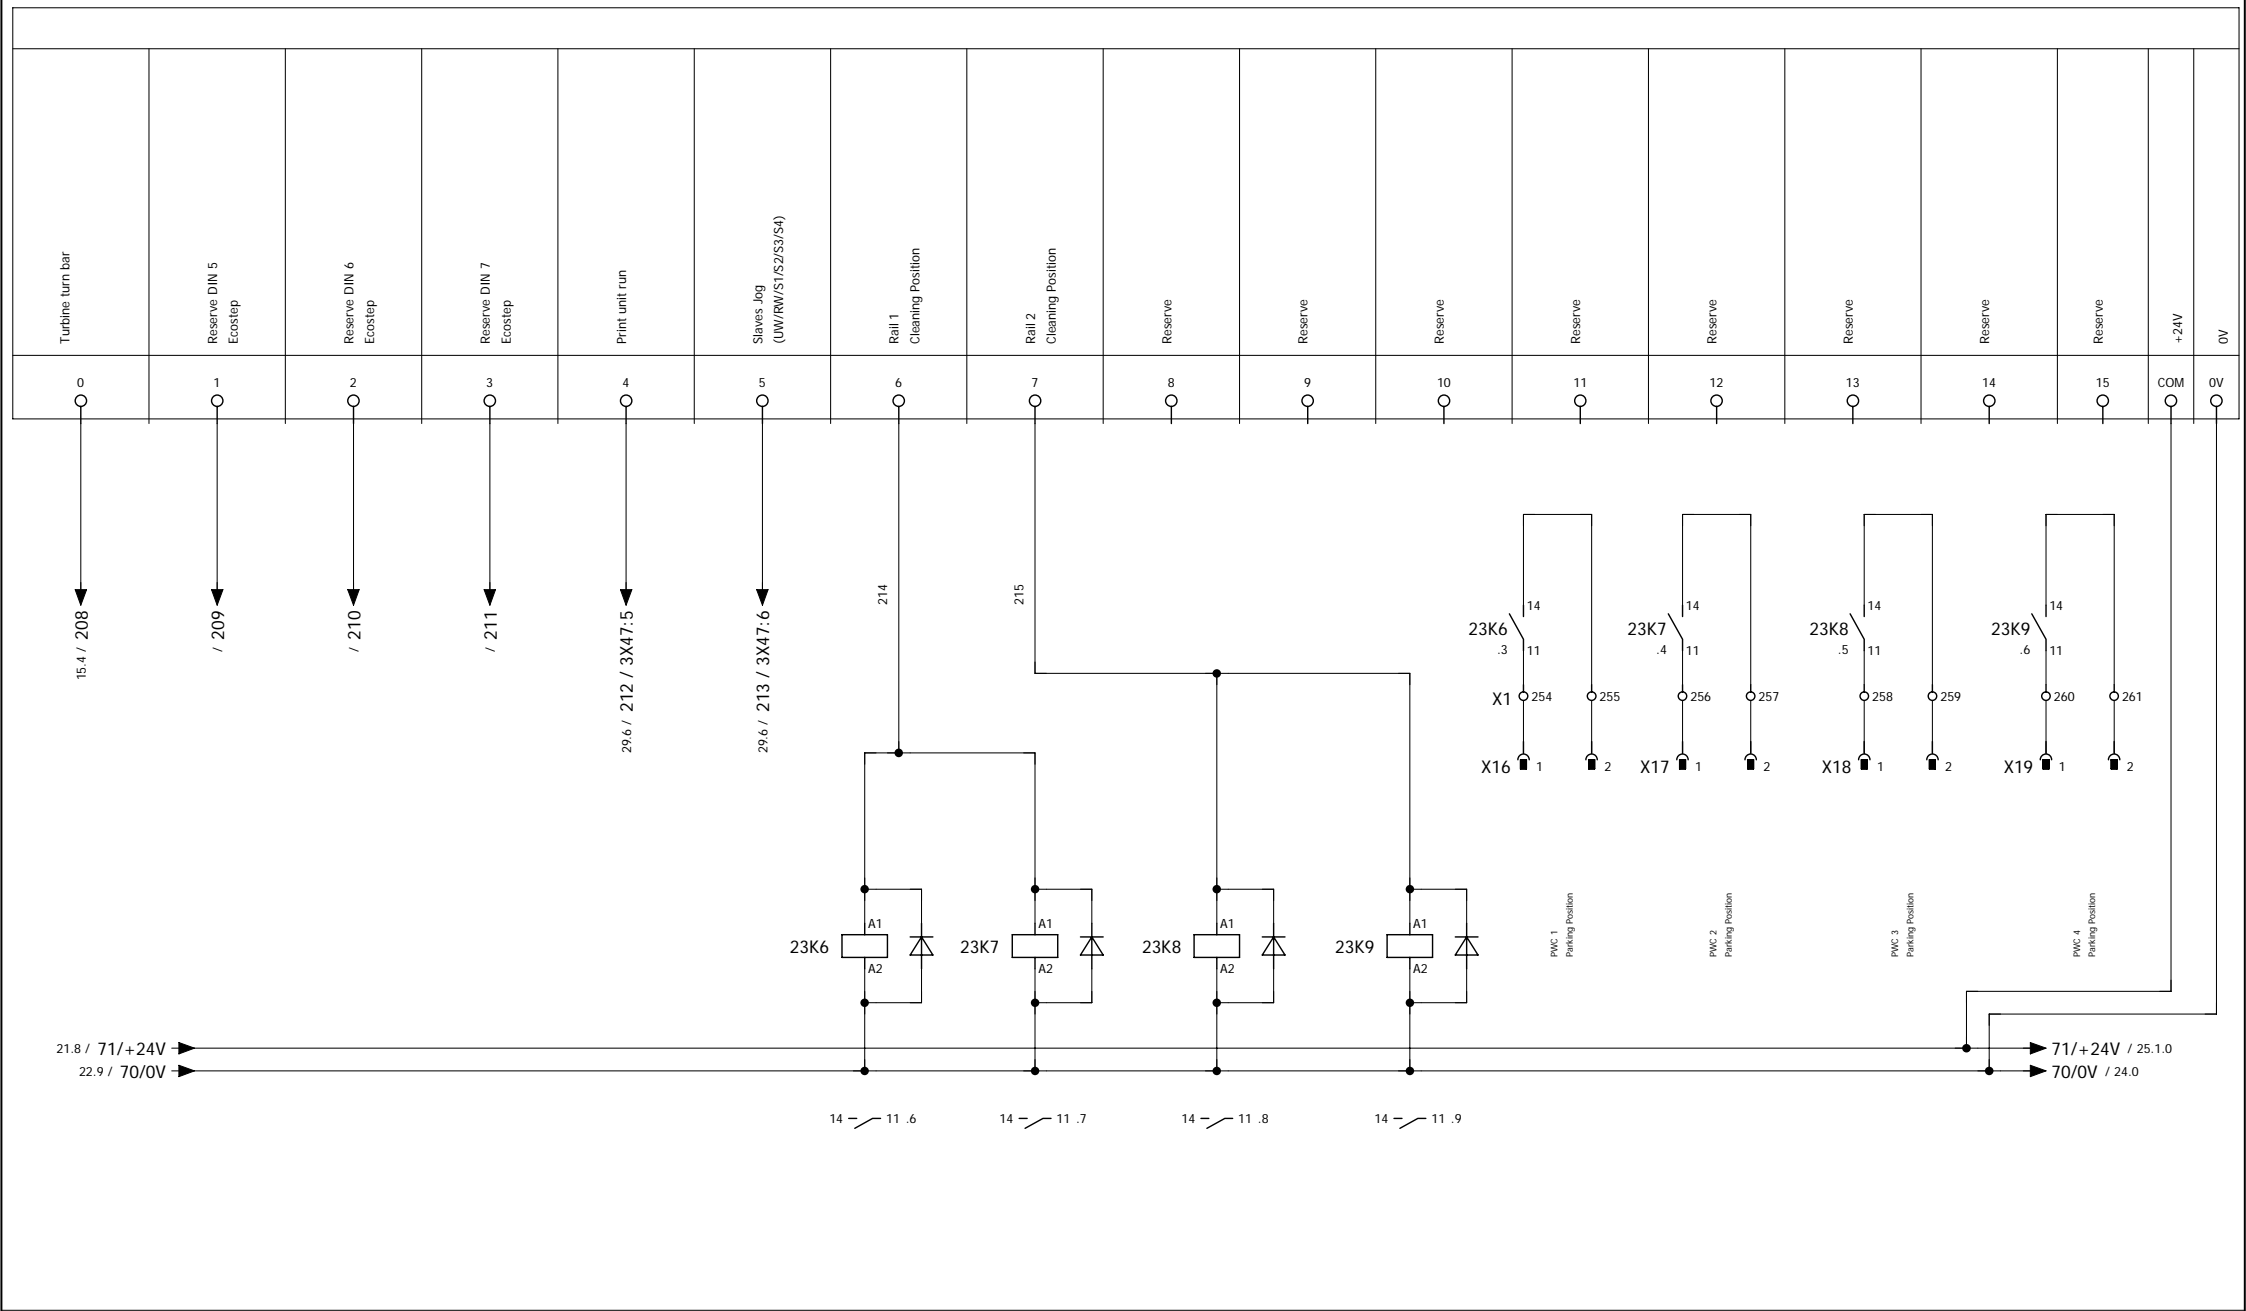 Turbine turn bar
Reserve DIN 5
Ecostep
Reserve DIN 6
Ecostep
Reserve DIN 7
Ecostep
Print unit run
Slaves Jog
(UW/RW/S1/S2/S3/S4)
Rail 1
Cleaning Position
Rail 2
Cleaning Position
Reserve
Reserve
Reserve
Reserve
Reserve
Reserve
Reserve
Reserve
+24V
0V
0 1 2 3 4 5 6 7 8 9 10 11 12 13 14 15 COM 0V
15.4 / 208
/ 209
/ 210
/ 211
29.6 / 212 / 3X47:5
29.6 / 213 / 3X47:6
214
215
14 14 14 14
23K6 23K7 23K8 23K9
.3 11 .4 11 .5 11 .6 11
X1 254 255 256 257 258 259 260 261
X16 1 2 X17 1 2 X18 1 2 X19 1 2
PWC 1
Parking Position
PWC 2
Parking Position
PWC 3
Parking Position
PWC 4
Parking Position
A1 A1 A1 A1
23K6 23K7 23K8 23K9
A2 A2 A2 A2
21.8 / 71/+24V 71/+24V / 25.1.0
22.9 / 70/0V 70/0V / 24.0
14 11 .6 14 11 .7 14 11 .8 14 11 .9